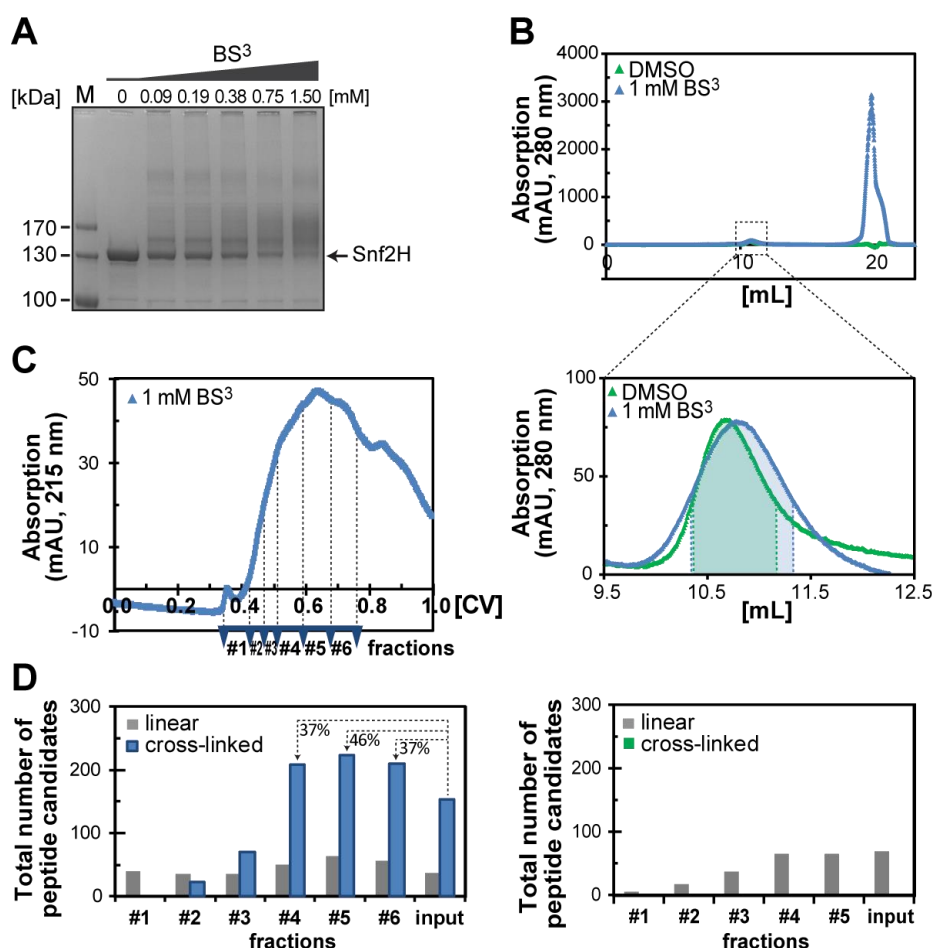 A
BS³
[kDa] M 0 0.09 0.19 0.38 0.75 1.50 [mM]
170
130
100
Snf2H
B
Absorption
(mAU, 280 nm)
4000
3000
2000
1000
0
DMSO
1 mM BS³
0 10 20
[mL]
Absorption
(mAU, 280 nm)
100
50
0
DMSO
1 mM BS³
9.5 10.5 11.5 12.5
[mL]
C
Absorption
(mAU, 215 nm)
50
30
10
-10
1 mM BS³
0.0 0.2 0.4 0.6 0.8 1.0 [CV]
#1 #2 #3 #4 #5 #6 fractions
D
Total number of
peptide candidates
300
200
100
0
linear
cross-linked
37%
46%
37%
#1 #2 #3 #4 #5 #6 input
fractions
Total number of
peptide candidates
300
200
100
0
linear
cross-linked
#1 #2 #3 #4 #5 input
fractions